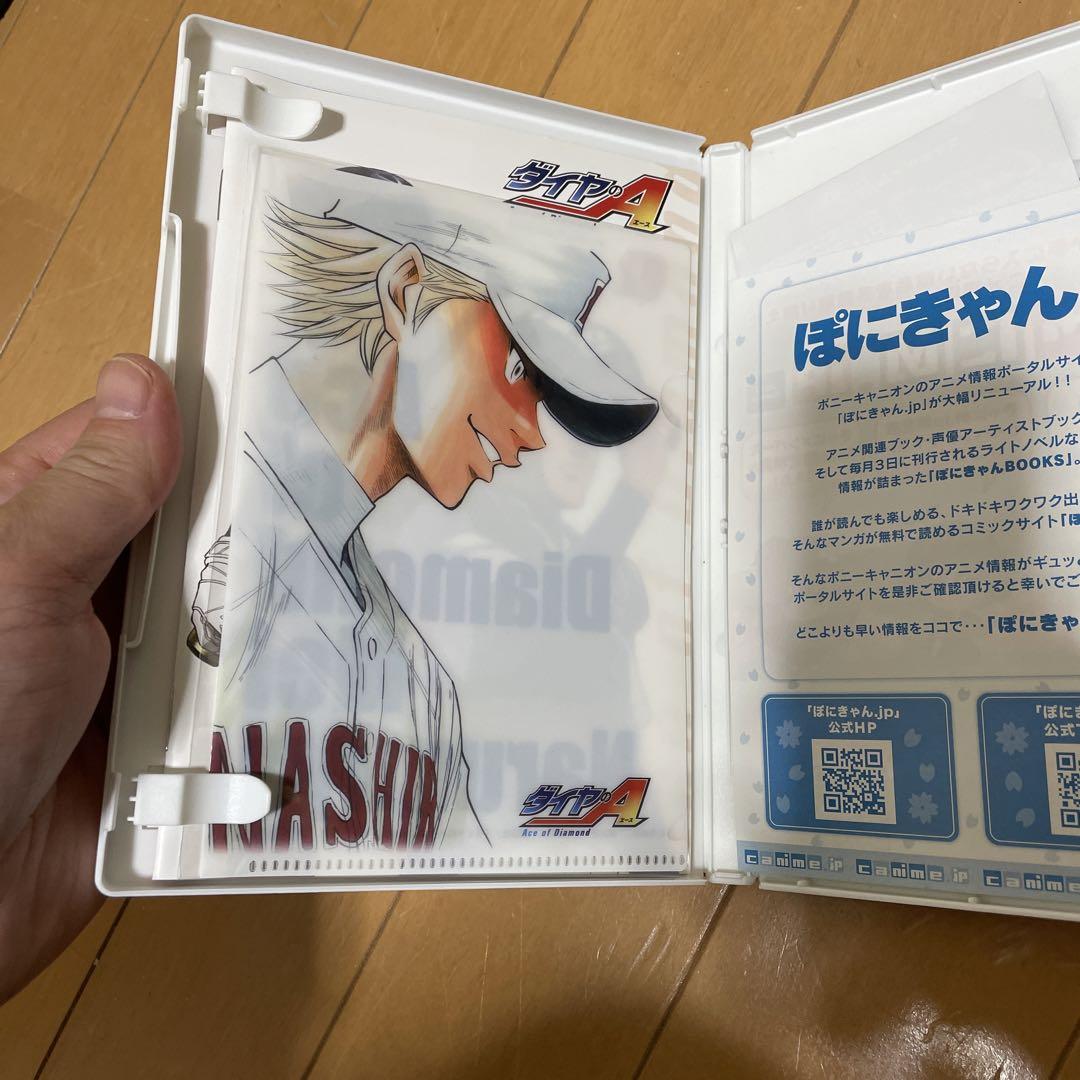 ダイヤのA
エース
NASHIR
Diamo
Haru
ダイヤのA
エース
Ace of Diamond
ぽにきゃん
ポニーキャニオンのアニメ情報ポータルサイ
「ぽにきゃん.jp」が大幅リニューアル!!
アニメ関連ブック・声優アーティストブック
そして毎月3日に刊行されるライトノベルな
情報が詰まった「ぽにきゃんBOOKS」。
誰が読んでも楽しめる、ドキドキワクワク出
そんなマンガが無料で読めるコミックサイト「ぽ
そんなポニーキャニオンのアニメ情報がギュッと
ポータルサイトを是非ご確認頂けると幸いでご
どこよりも早い情報をココで・・・「ぽにきゃ
「ぽにきゃん.jp」
公式HP
「ぽに
公式
canime.jp canime.jp canime